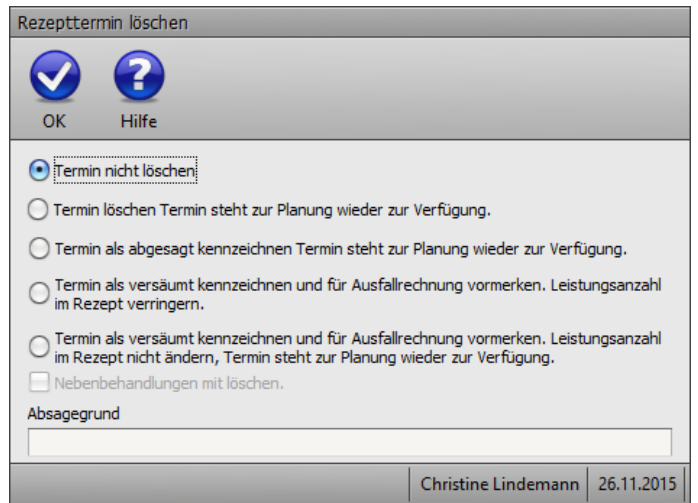 Rezepttermin löschen
OK Hilfe
Termin nicht löschen
Termin löschen Termin steht zur Planung wieder zur Verfügung.
Termin als abgesagt kennzeichnen Termin steht zur Planung wieder zur Verfügung.
Termin als versäumt kennzeichnen und für Ausfallrechnung vormerken. Leistungsanzahl
im Rezept verringern.
Termin als versäumt kennzeichnen und für Ausfallrechnung vormerken. Leistungsanzahl
im Rezept nicht ändern, Termin steht zur Planung wieder zur Verfügung.
Nebenbehandlungen mit löschen.
Absagegrund
Christine Lindemann 26.11.2015